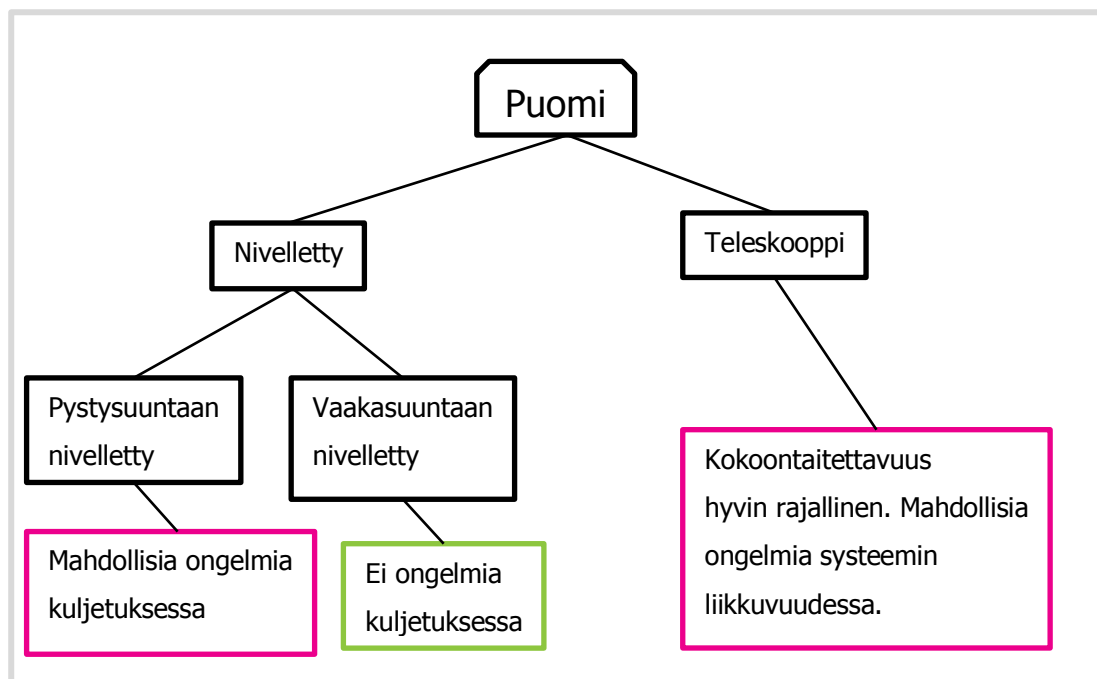 Puomi
Nivelletty
Teleskooppi
Pystysuuntaan
nivelletty
Vaakasuuntaan
nivelletty
Mahdollisia ongelmia
kuljetuksessa
Ei ongelmia
kuljetuksessa
Kokoontaitettavuus
hyvin rajallinen. Mahdollisia
ongelmia systeemin
liikkuvuudessa.